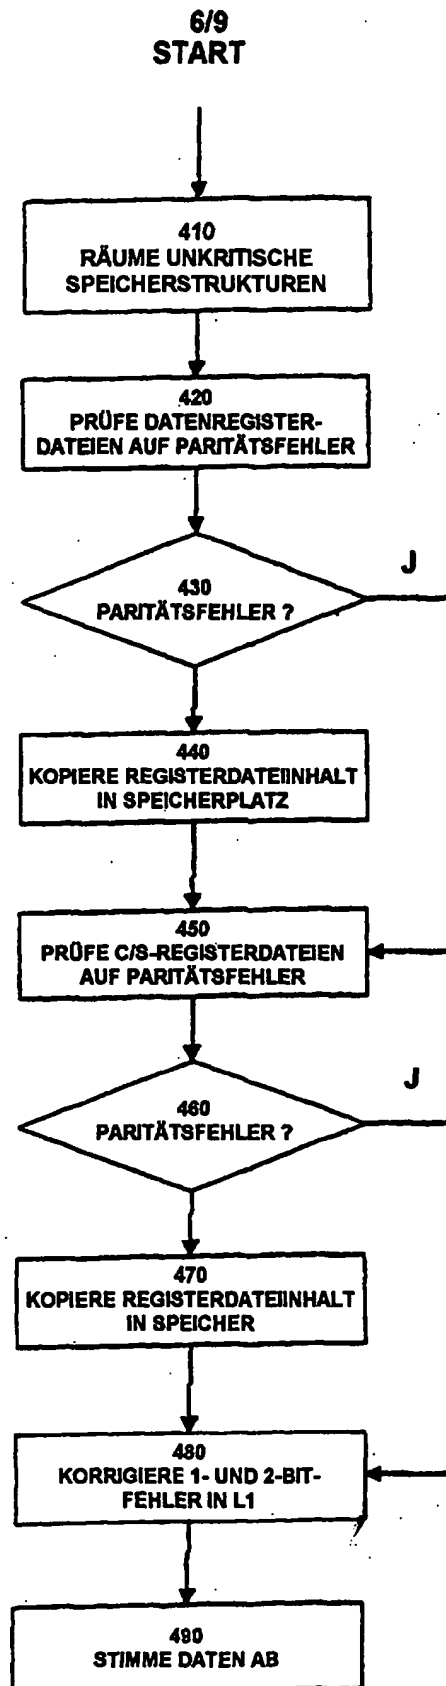 6/9
START
410
RÄUME UNKRITISCHE
SPEICHERSTRUKTUREN
420
PRÜFE DATENREGISTER-
DATEIEN AUF PARITÄTSFEHLER
430
PARITÄTSFEHLER ?
J
440
KOPIERE REGISTERDATEIINHALT
IN SPEICHERPLATZ
450
PRÜFE C/S-REGISTERDATEIEN
AUF PARITÄTSFEHLER
460
PARITÄTSFEHLER ?
J
470
KOPIERE REGISTERDATEIINHALT
IN SPEICHER
480
KORRIGIERE 1- UND 2-BIT-
FEHLER IN L1
490
STIMME DATEN AB